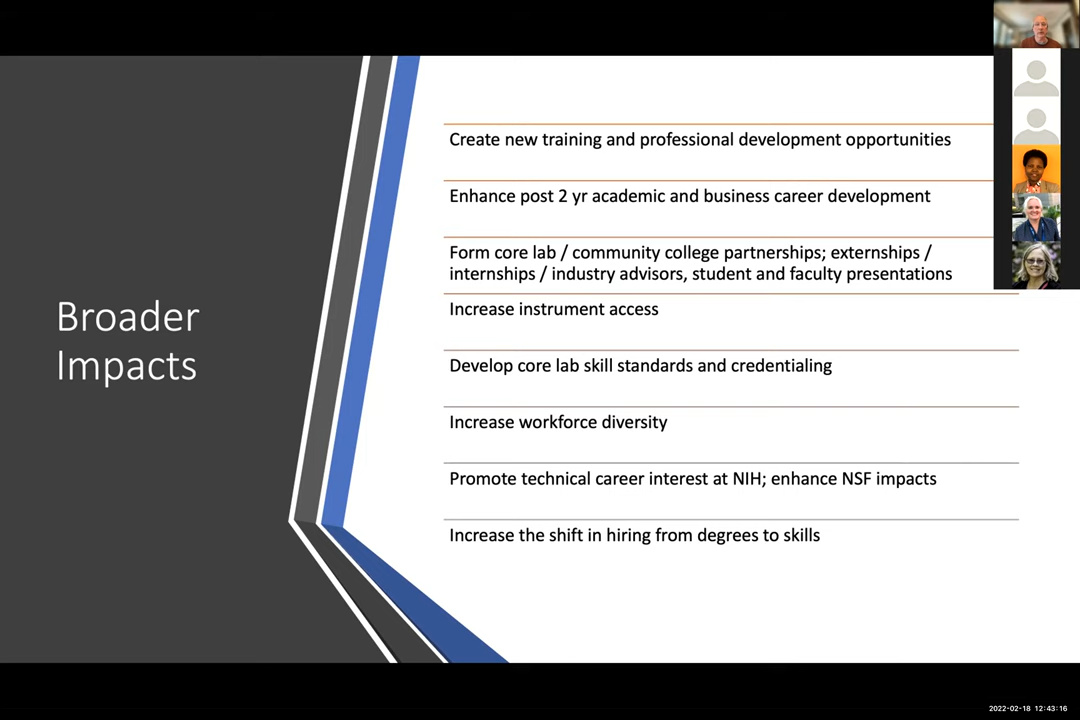 Broader
Impacts
Create new training and professional development opportunities
Enhance post 2 yr academic and business career development
Form core lab / community college partnerships; externships /
internships / industry advisors, student and faculty presentations
Increase instrument access
Develop core lab skill standards and credentialing
Increase workforce diversity
Promote technical career interest at NIH; enhance NSF impacts
Increase the shift in hiring from degrees to skills
2022-02-18 12:43:16